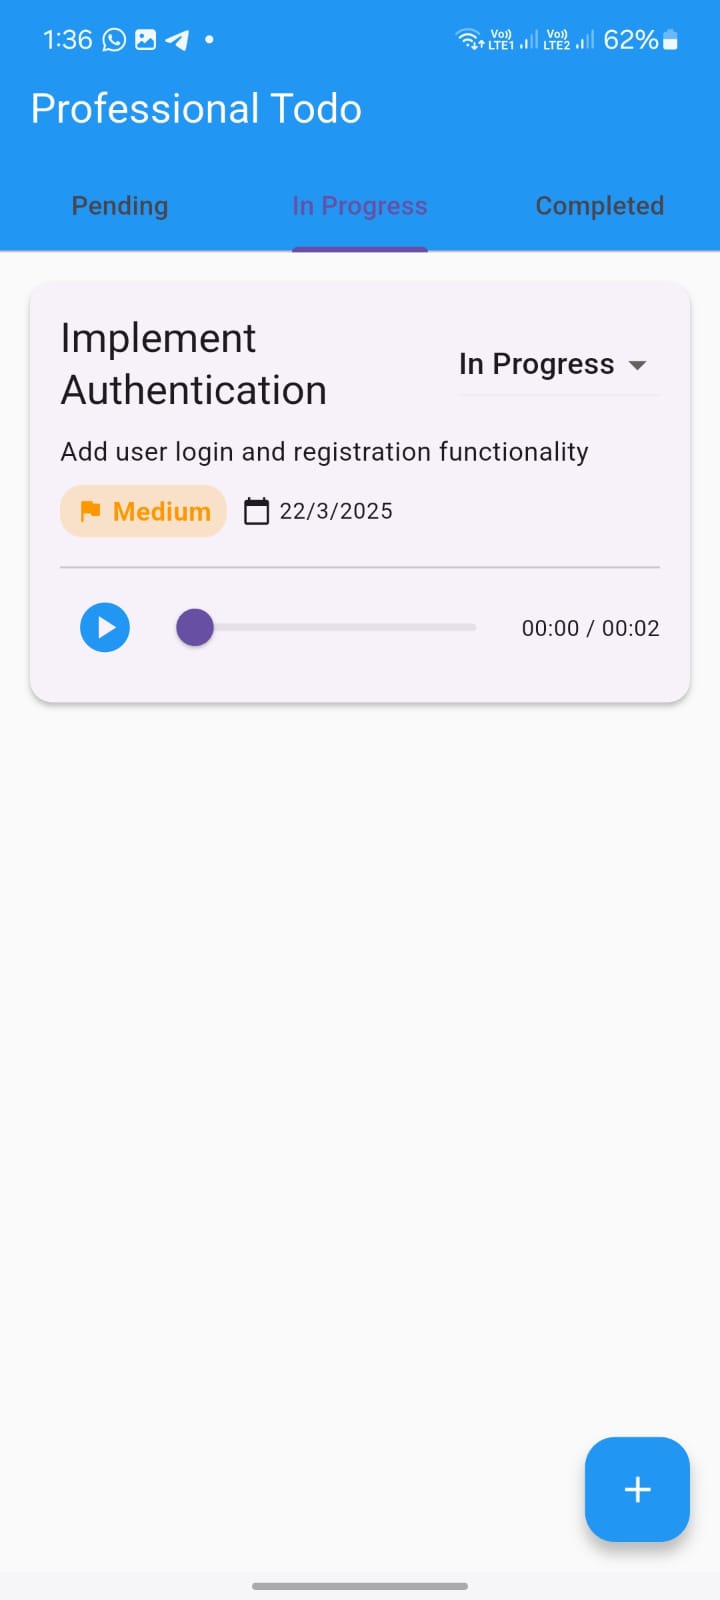 1:36
Vo)) LTE1 Vo)) LTE2 62%
Professional Todo
Pending In Progress Completed
Implement
Authentication
In Progress
Add user login and registration functionality
Medium 22/3/2025
00:00 / 00:02
+